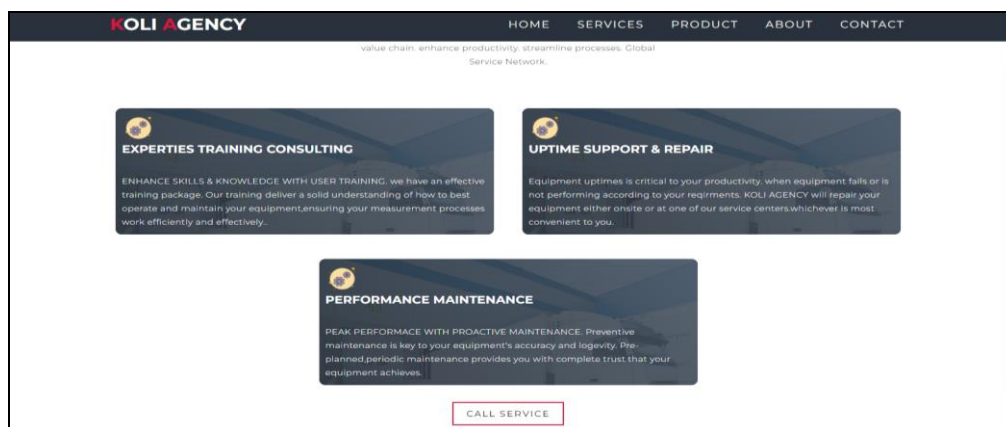 KOLI AGENCY HOME SERVICES PRODUCT ABOUT CONTACT
value chain. enhance productivity. streamline processes. Global
Service Network.
EXPERTIES TRAINING CONSULTING
ENHANCE SKILLS & KNOWLEDGE WITH USER TRAINING. we have an effective
training package. Our training deliver a solid understanding of how to best
operate and maintain your equipment,ensuring your measurement processes
work efficiently and effectively..
UPTIME SUPPORT & REPAIR
Equipment uptimes is critical to your productivity. when equipment fails or is
not performing according to your reqirments. KOLI AGENCY will repair your
equipment either onsite or at one of our service centers.whichever is most
convenient to you.
PERFORMANCE MAINTENANCE
PEAK PERFORMACE WITH PROACTIVE MAINTENANCE. Preventive
maintenance is key to your equipment's accuracy and logevity. Pre-
planned,periodic maintenance provides you with complete trust that your
equipment achieves.
CALL SERVICE